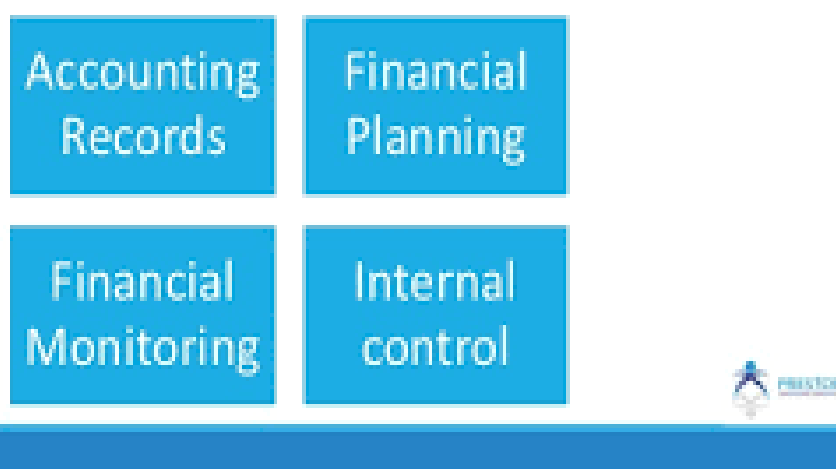 Accounting
Records
Financial
Planning
Financial
Monitoring
Internal
control